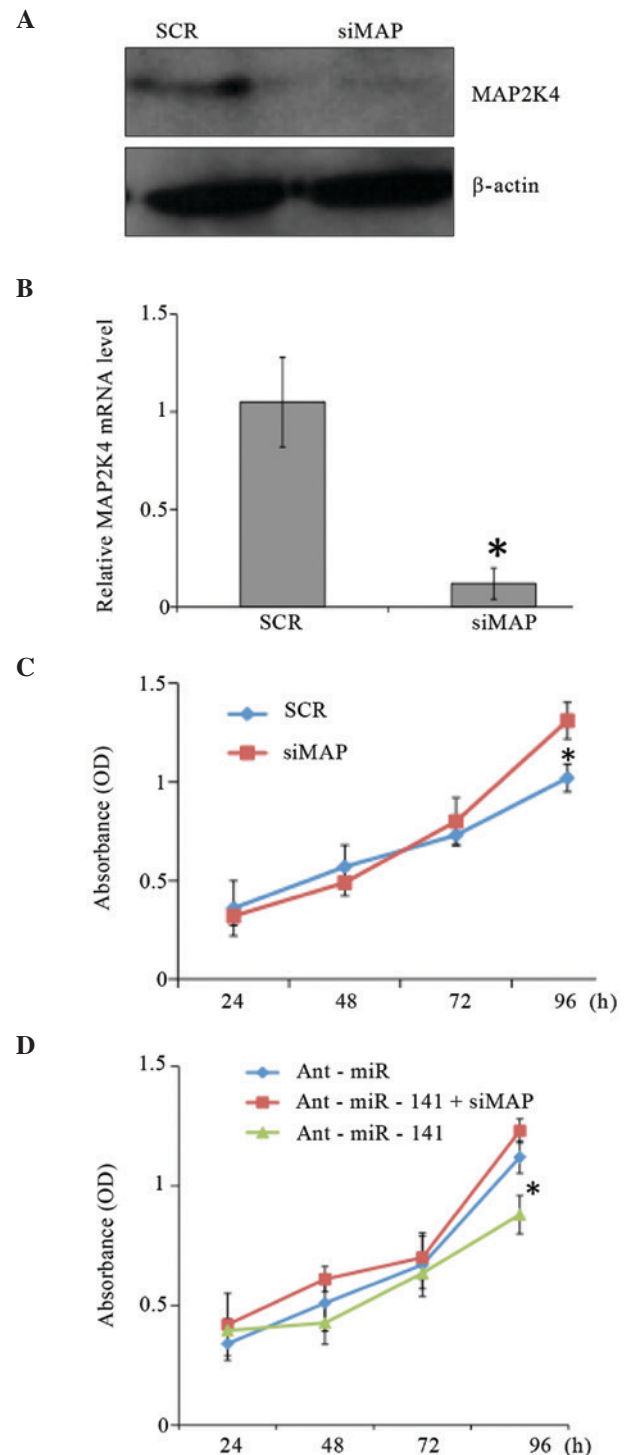 A
SCR siMAP
MAP2K4
β-actin
B
Relative MAP2K4 mRNA level
1.5
1
0.5
0
*
SCR siMAP
C
Absorbance (OD)
1.5
1
0.5
0
SCR
siMAP
*
24 48 72 96 (h)
D
Absorbance (OD)
1.5
1
0.5
0
Ant - miR
Ant - miR - 141 + siMAP
Ant - miR - 141
*
24 48 72 96 (h)